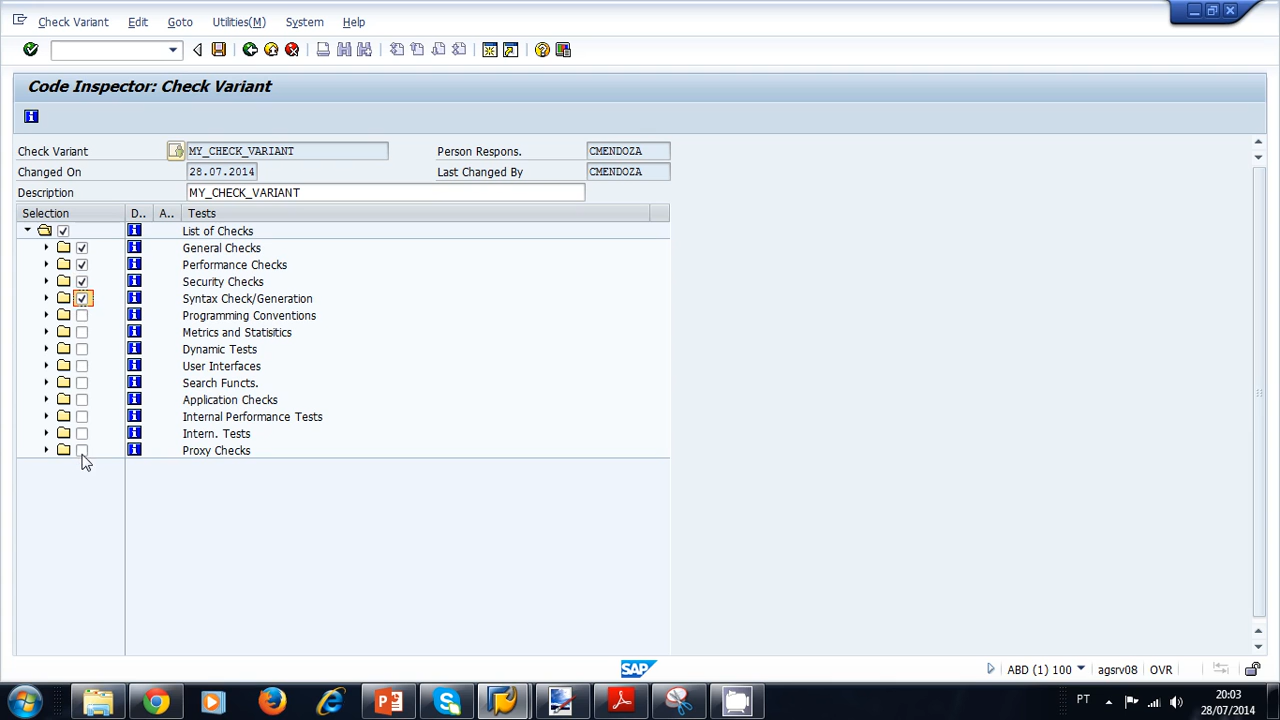 Check Variant Edit Goto Utilities(M) System Help
Code Inspector: Check Variant
Check Variant MY_CHECK_VARIANT Person Respons. CMENDOZA
Changed On 28.07.2014 Last Changed By CMENDOZA
Description MY_CHECK_VARIANT
Selection D.. A.. Tests
List of Checks
General Checks
Performance Checks
Security Checks
Syntax Check/Generation
Programming Conventions
Metrics and Statisitics
Dynamic Tests
User Interfaces
Search Functs.
Application Checks
Internal Performance Tests
Intern. Tests
Proxy Checks
SAP ABD (1) 100 agsrv08 OVR
PT 20:03
28/07/2014